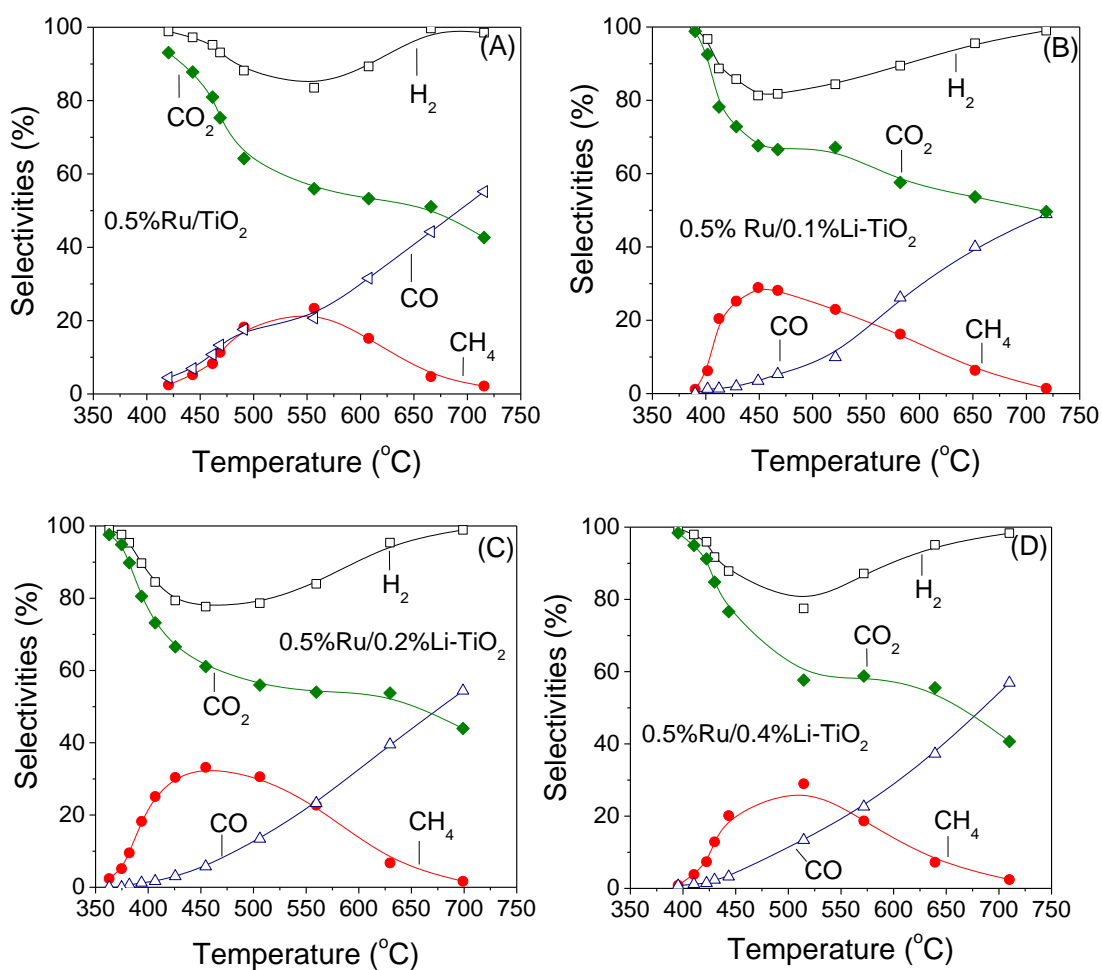 (A)
100
80
60
40
20
0
Selectivities (%)
H2
CO2
0.5%Ru/TiO2
CO
CH4
350 400 450 500 550 600 650 700 750
Temperature (oC)
(B)
100
80
60
40
20
0
Selectivities (%)
H2
CO2
0.5% Ru/0.1%Li-TiO2
CO
CH4
350 400 450 500 550 600 650 700 750
Temperature (oC)
(C)
100
80
60
40
20
0
Selectivities (%)
H2
0.5%Ru/0.2%Li-TiO2
CO2
CO
CH4
350 400 450 500 550 600 650 700 750
Temperature (oC)
(D)
100
80
60
40
20
0
Selectivities (%)
H2
CO2
0.5%Ru/0.4%Li-TiO2
CH4
CO
350 400 450 500 550 600 650 700 750
Temperature (oC)